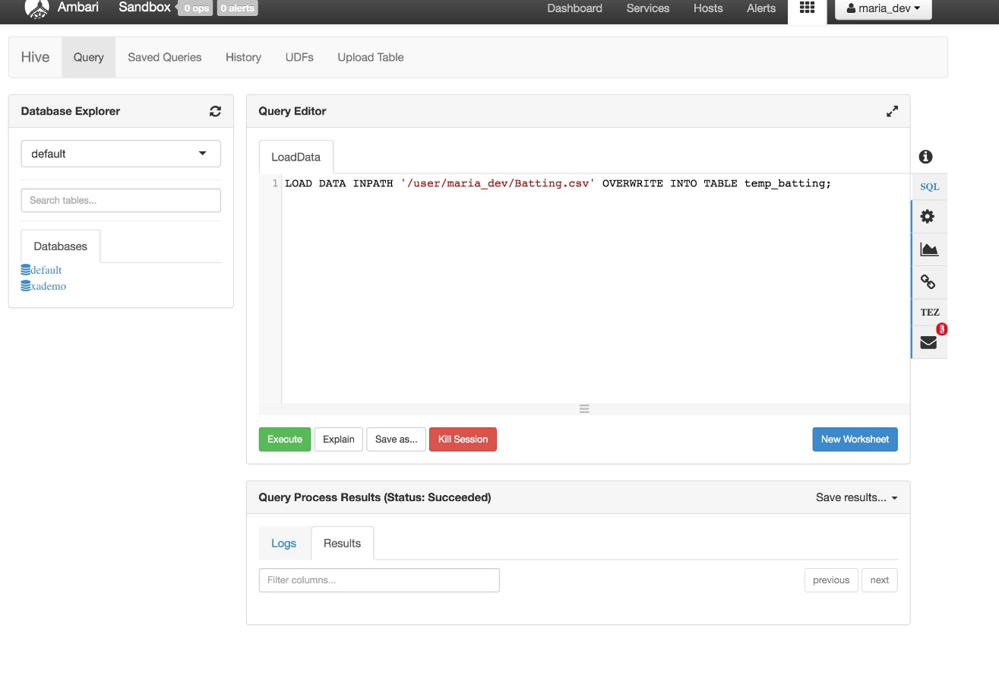 Ambari Sandbox 0 ops 0 alerts Dashboard Services Hosts Alerts maria_dev
Hive Query Saved Queries History UDFs Upload Table
Database Explorer
default
Search tables...
Databases
default
xademo
Query Editor
LoadData
1 LOAD DATA INPATH '/user/maria_dev/Batting.csv' OVERWRITE INTO TABLE temp_batting;
SQL
TEZ
3
Execute Explain Save as... Kill Session New Worksheet
Query Process Results (Status: Succeeded) Save results...
Logs Results
Filter columns... previous next